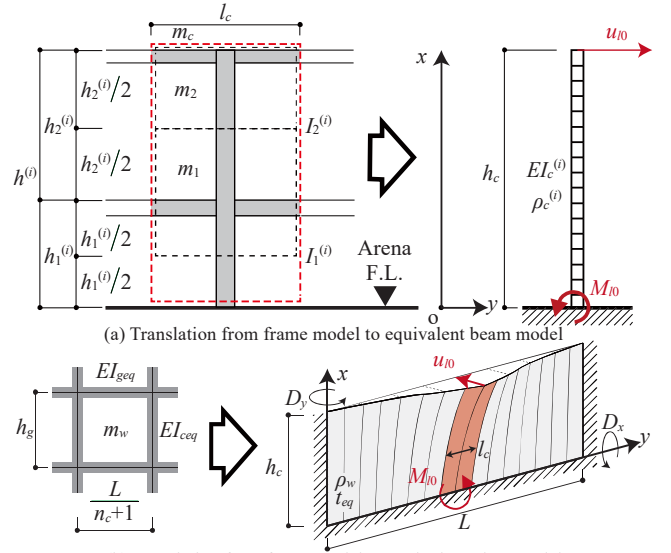 l_c
m_c
h_2^(i)/2
m_2
h_2^(i)
I_2^(i)
h^(i)
h_2^(i)/2
m_1
h_1^(i)/2
h_1^(i)
I_1^(i)
h_1^(i)/2
Arena
F.L.
x
u_l0
h_c
EI_c^(i)
ρ_c^(i)
M_l0
o
y
(a) Translation from frame model to equivalent beam model
EI_geq
h_g
m_w
EI_ceq
L
n_c+1
x
D_y
u_l0
D_x
y
h_c
l_c
ρ_w
t_eq
M_l0
L